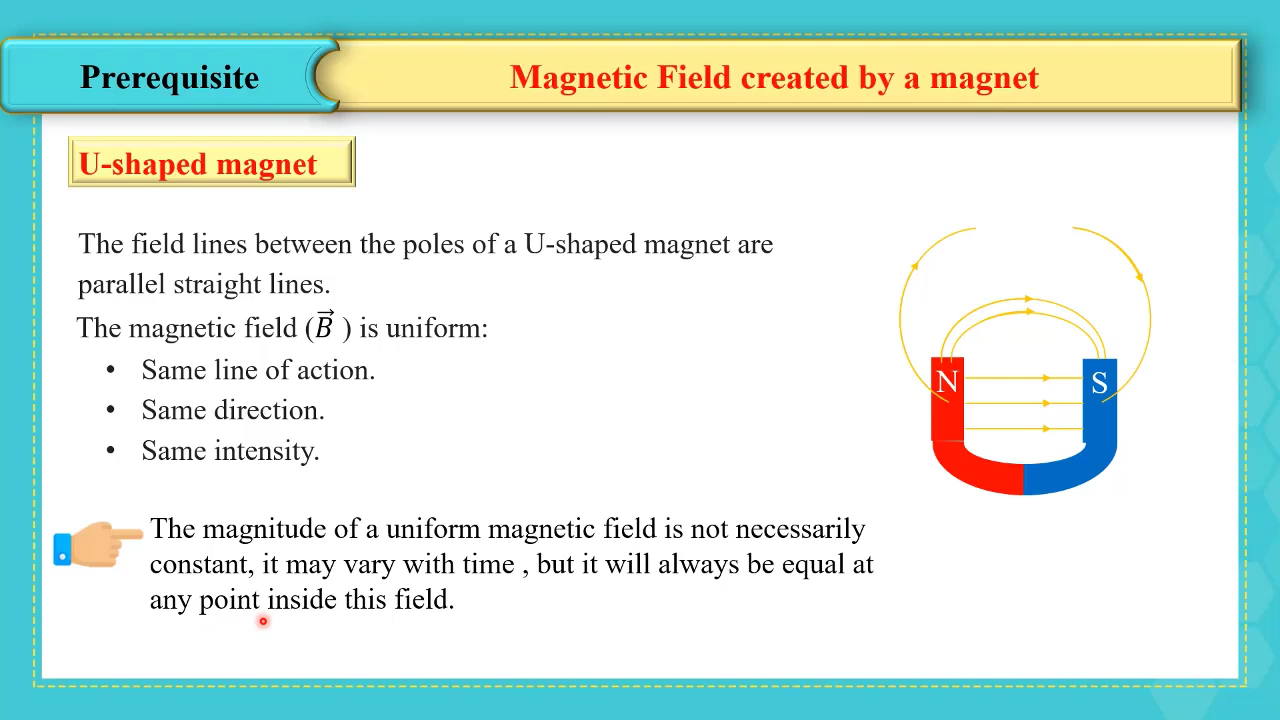 Prerequisite
Magnetic Field created by a magnet
U-shaped magnet
The field lines between the poles of a U-shaped magnet are
parallel straight lines.
The magnetic field (\vec{B} ) is uniform:
• Same line of action.
• Same direction.
• Same intensity.
N
S
The magnitude of a uniform magnetic field is not necessarily
constant, it may vary with time , but it will always be equal at
any point inside this field.